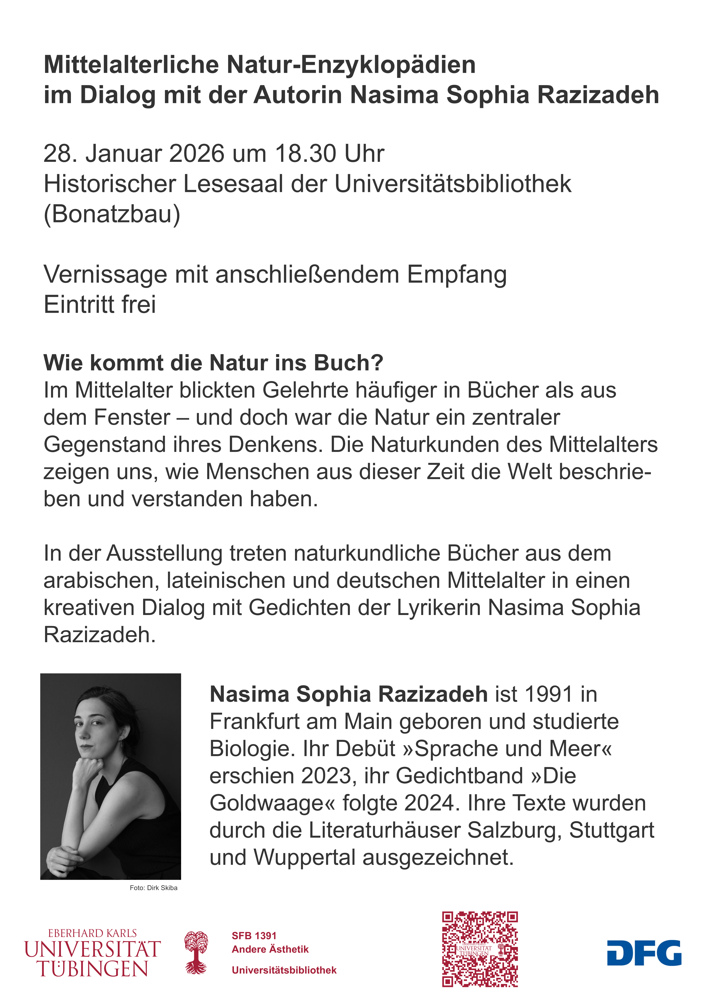 Mittelalterliche Natur-Enzyklopädien
im Dialog mit der Autorin Nasima Sophia Razizadeh
28. Januar 2026 um 18.30 Uhr
Historischer Lesesaal der Universitätsbibliothek
(Bonatzbau)
Vernissage mit anschließendem Empfang
Eintritt frei
Wie kommt die Natur ins Buch?
Im Mittelalter blickten Gelehrte häufiger in Bücher als aus
dem Fenster – und doch war die Natur ein zentraler
Gegenstand ihres Denkens. Die Naturkunden des Mittelalters
zeigen uns, wie Menschen aus dieser Zeit die Welt beschrie-
ben und verstanden haben.
In der Ausstellung treten naturkundliche Bücher aus dem
arabischen, lateinischen und deutschen Mittelalter in einen
kreativen Dialog mit Gedichten der Lyrikerin Nasima Sophia
Razizadeh.
Nasima Sophia Razizadeh ist 1991 in
Frankfurt am Main geboren und studierte
Biologie. Ihr Debüt »Sprache und Meer«
erschien 2023, ihr Gedichtband »Die
Goldwaage« folgte 2024. Ihre Texte wurden
durch die Literaturhäuser Salzburg, Stuttgart
und Wuppertal ausgezeichnet.
Foto: Dirk Skiba
EBERHARD KARLS
UNIVERSITÄT
TÜBINGEN
SFB 1391
Andere Ästhetik
Universitätsbibliothek
EBERHARD KARLS
UNIVERSITÄT
TÜBINGEN
DFG